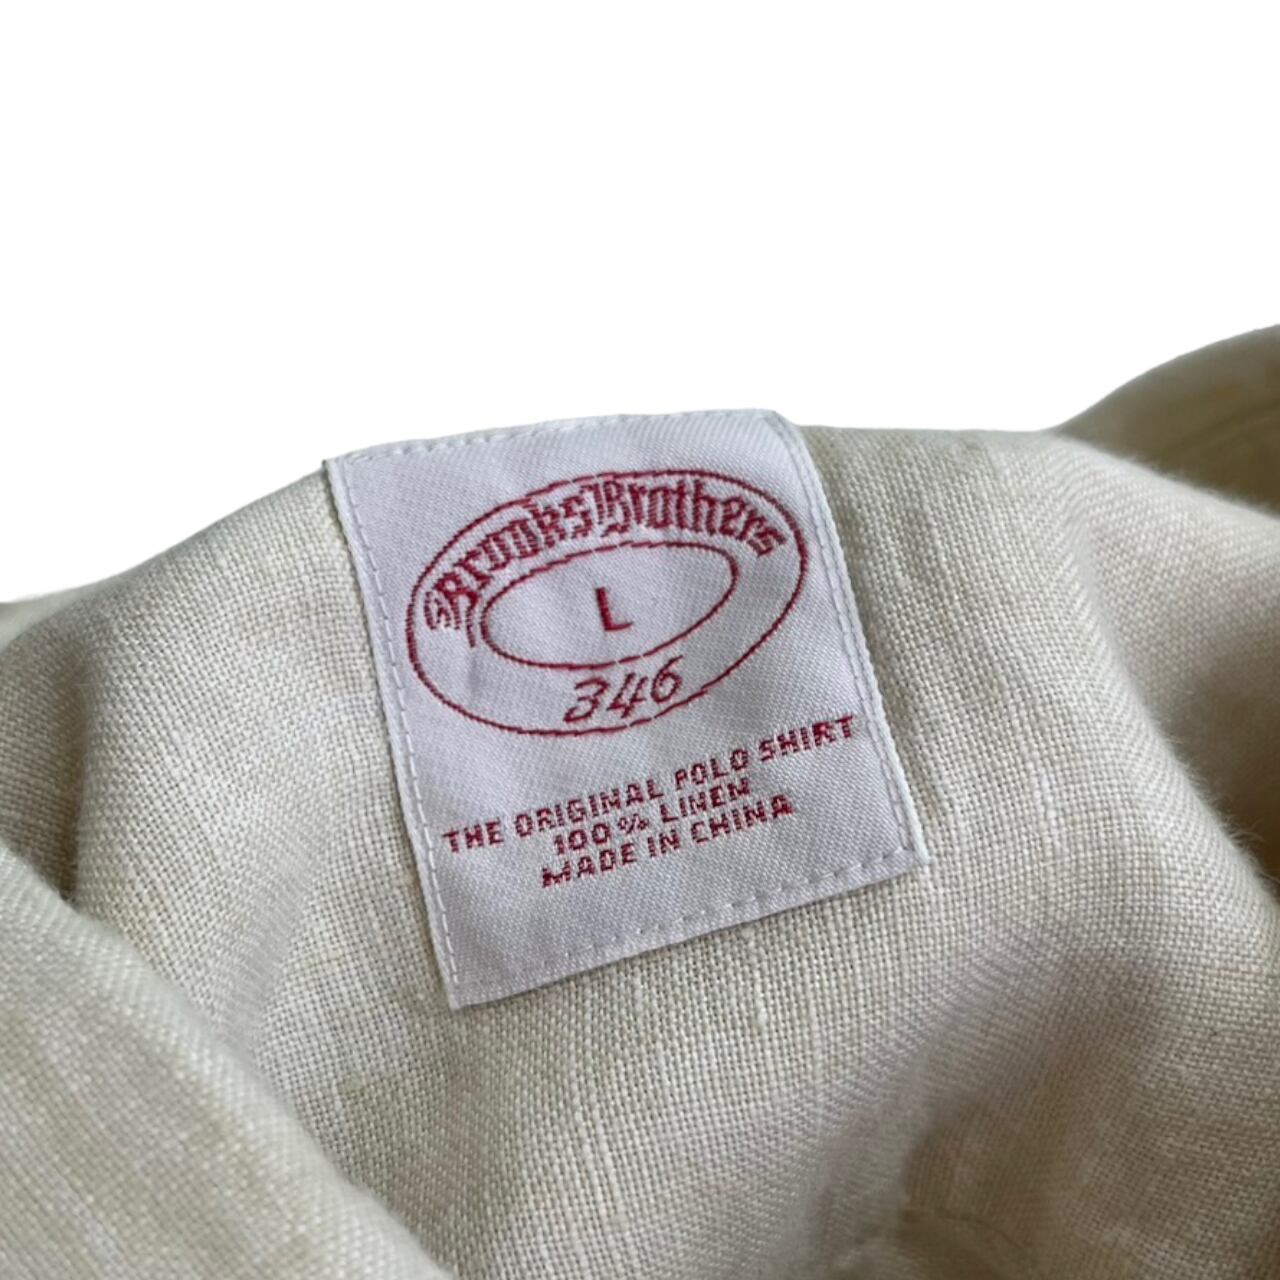 Brooks Brothers
L
346
THE ORIGINAL POLO SHIRT
100% LINEN
MADE IN CHINA